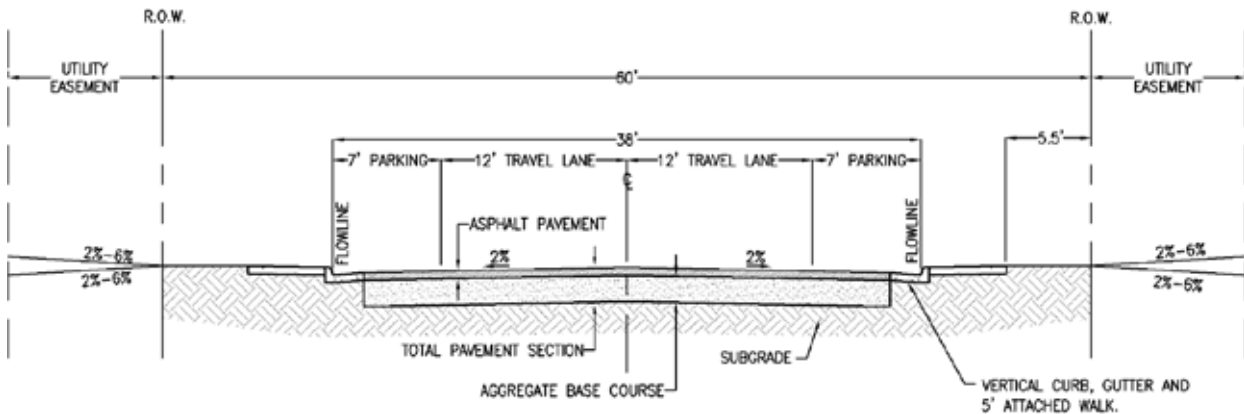 R.O.W.
R.O.W.
UTILITY
EASEMENT
60'
UTILITY
EASEMENT
38'
5.5'
7' PARKING
12' TRAVEL LANE
12' TRAVEL LANE
7' PARKING
℄
FLOWLINE
ASPHALT PAVEMENT
FLOWLINE
2%-6%
2%-6%
2%
2%
2%-6%
2%-6%
TOTAL PAVEMENT SECTION
SUBGRADE
AGGREGATE BASE COURSE
VERTICAL CURB, GUTTER AND
5' ATTACHED WALK.